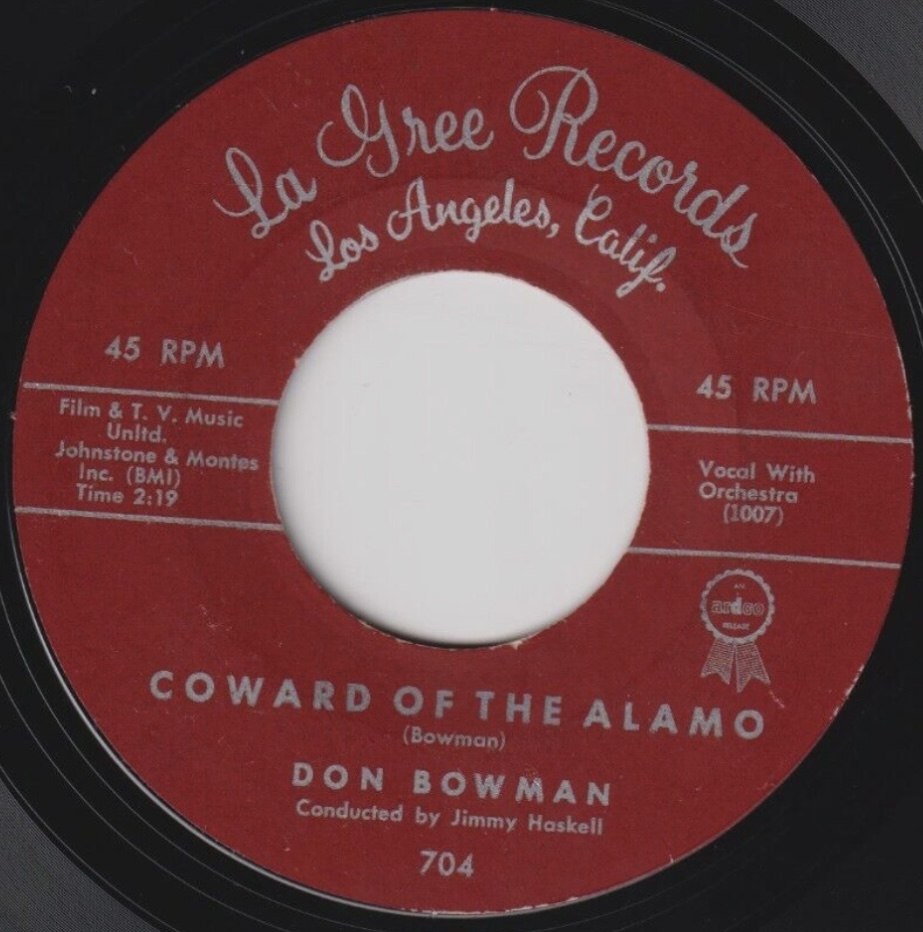 La Gree Records
Los Angeles, Calif.
45 RPM
45 RPM
Film & T. V. Music
Unltd.
Johnstone & Montes
Inc. (BMI)
Time 2:19
Vocal With
Orchestra
(1007)
ardco
RELEASE
COWARD OF THE ALAMO
(Bowman)
DON BOWMAN
Conducted by Jimmy Haskell
704